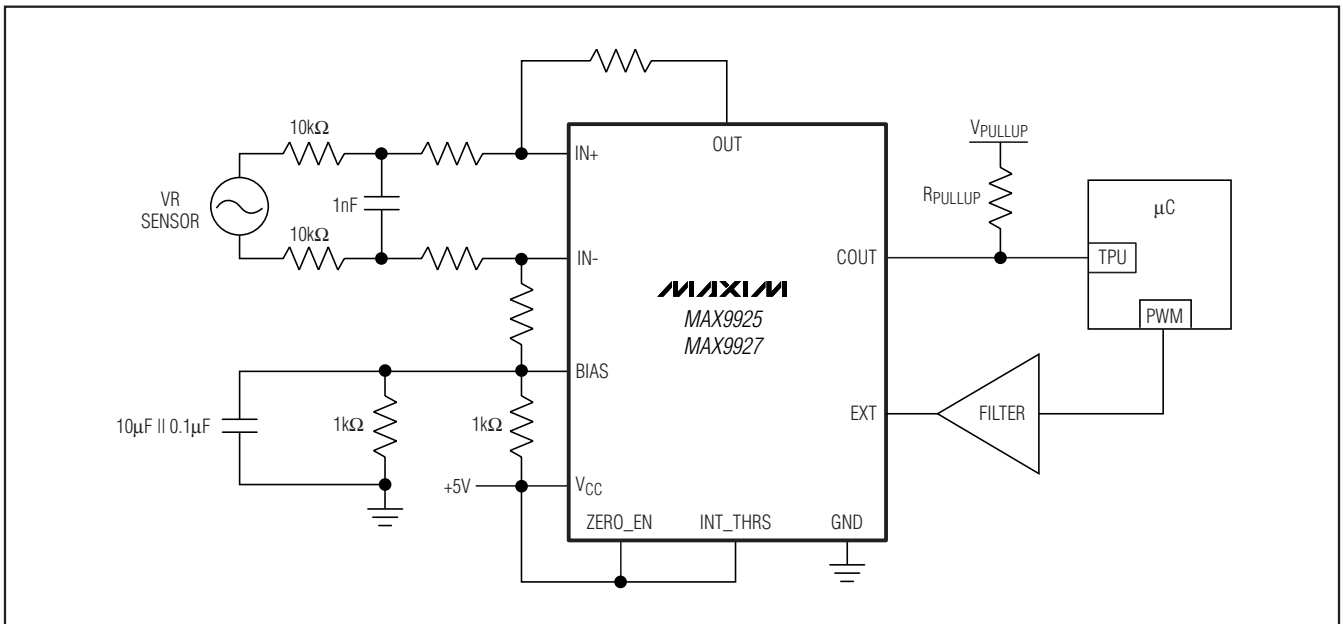 OUT
10kΩ
IN+
VR
SENSOR
1nF
10kΩ
IN-
VPULLUP
RPULLUP
µC
COUT
TPU
PWM
MAXIM
MAX9925
MAX9927
BIAS
10µF II 0.1µF
1kΩ
1kΩ
EXT
FILTER
+5V
VCC
ZERO_EN
INT_THRS
GND